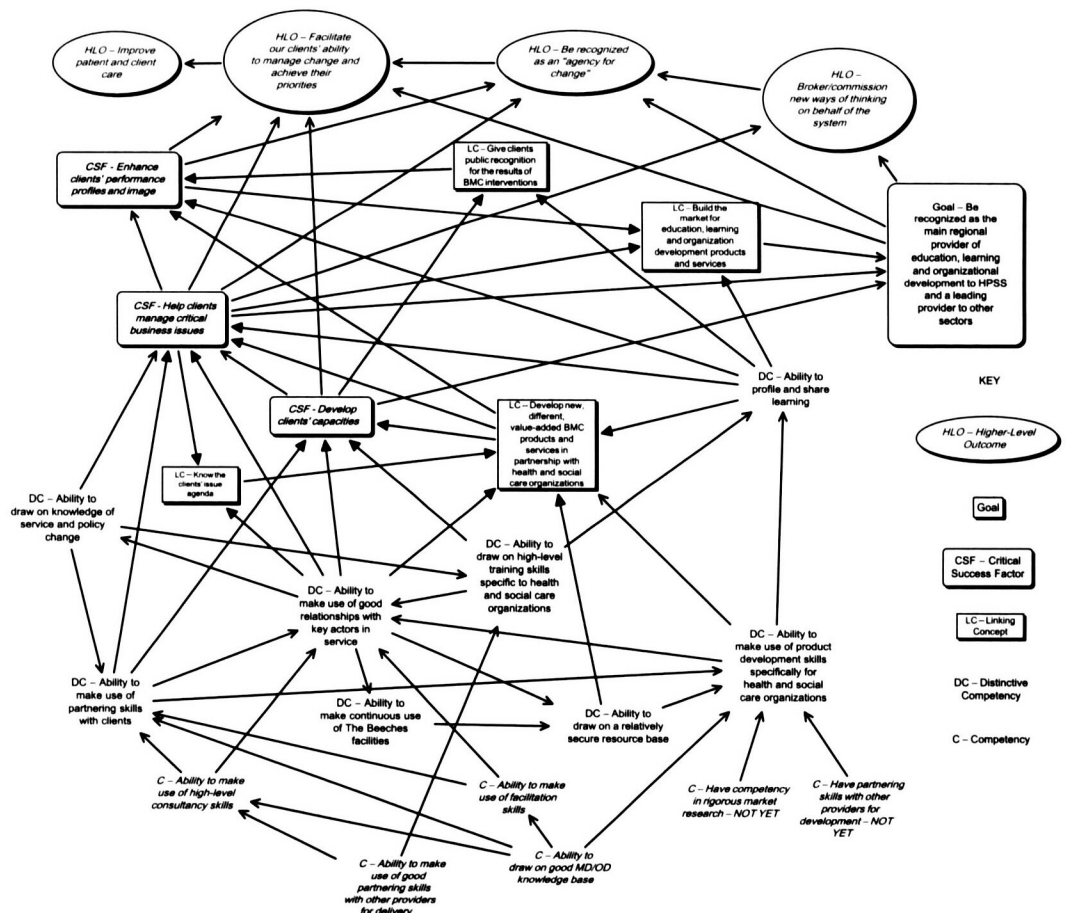 HLO – Improve
patient and client
care
HLO – Facilitate
our clients' ability
to manage change and
achieve their
priorities
HLO – Be recognized
as an "agency for
change"
HLO –
Broker/commission
new ways of thinking
on behalf of the
system
CSF - Enhance
clients' performance
profiles and image
LC – Give clients
public recognition
for the results of
BMC interventions
LC – Build the
market for
education, learning
and organization
development products
and services
Goal – Be
recognized as the
main regional
provider of
education, learning
and organizational
development to HPSS
and a leading
provider to other
sectors
CSF - Help clients
manage critical
business issues
DC – Ability to
profile and share
learning
KEY
CSF – Develop
clients' capacities
LC – Develop new,
different,
value-added BMC
products and
services in
partnership with
health and social
care organizations
HLO – Higher-Level
Outcome
LC – Know the
clients' issue
agenda
DC – Ability to
draw on knowledge of
service and policy
change
Goal
DC – Ability to
draw on high-level
training skills
specific to health
and social care
organizations
CSF – Critical
Success Factor
DC – Ability to
make use of good
relationships with
key actors in
service
LC – Linking
Concept
DC – Ability to
make use of product
development skills
specifically for
health and social
care organizations
DC – Ability to
make use of
partnering skills
with clients
DC – Ability to
make continuous use
of The Beeches
facilities
DC – Ability to
draw on a relatively
secure resource base
DC – Distinctive
Competency
C – Competency
C – Ability to make
use of high-level
consultancy skills
C – Ability to make
use of facilitation
skills
C – Have competency
in rigorous market
research – NOT YET
C – Have partnering
skills with other
providers for
development – NOT
YET
C – Ability to make
use of good
partnering skills
with other providers
for delivery
C – Ability to
draw on good MD/OD
knowledge base